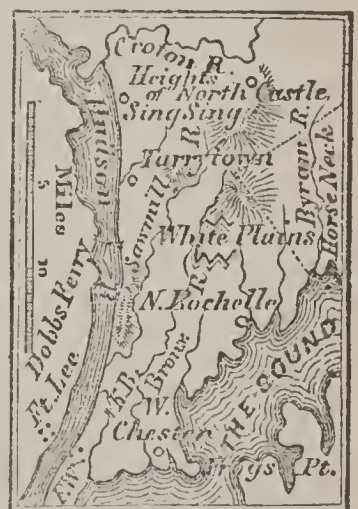 Croton R.
Heights
of North Castle,
Sing Sing
Hudson
R.
Tarrytown
Miles
5
10
Sawmill R.
Byram R.
Horse Neck
White Plains
N. Rochelle
Dobbs Ferry
Ft. Lee
Bronx R.
W.
Chester
THE SOUND
Pt.